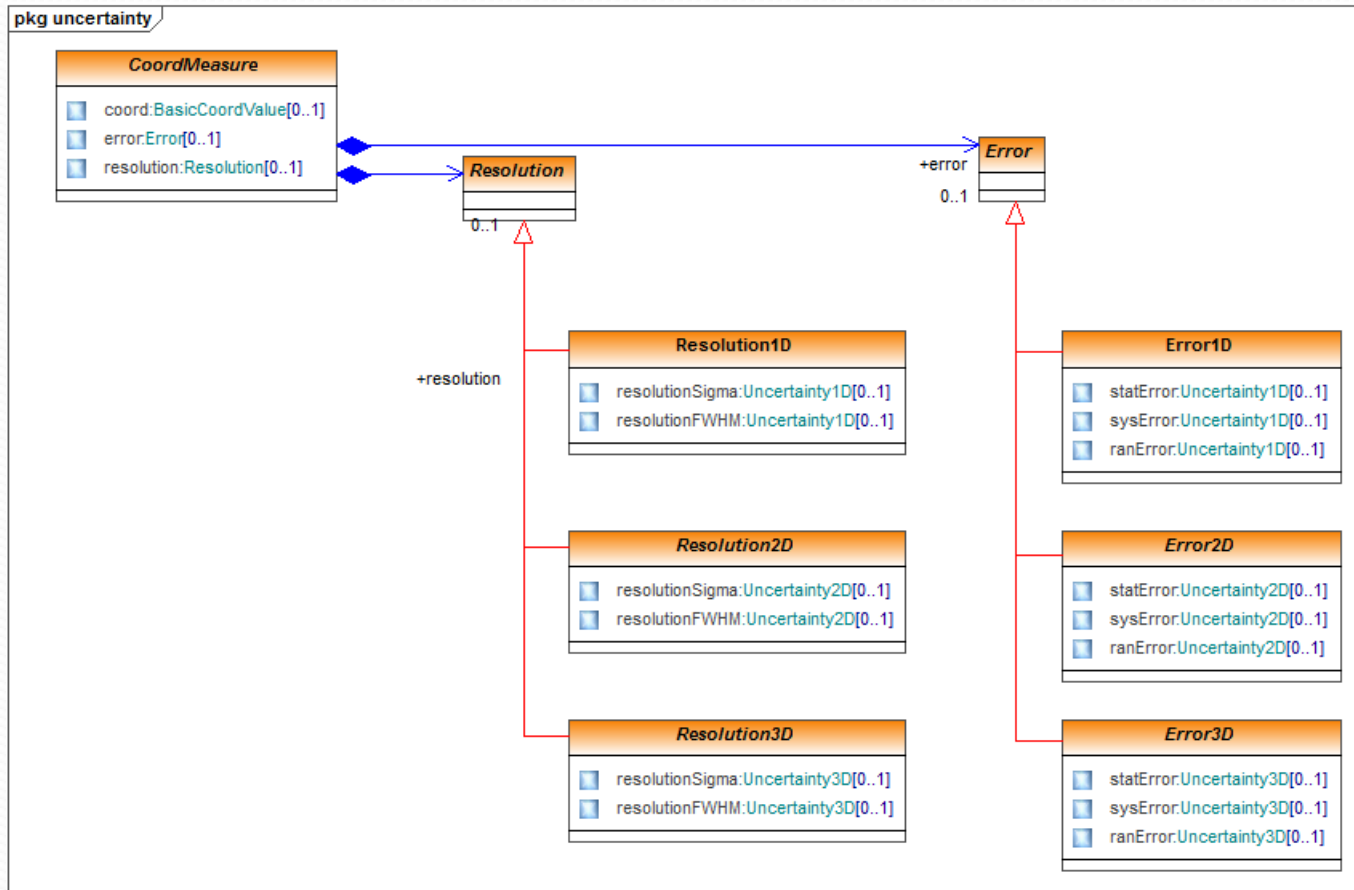 pkg uncertainty
CoordMeasure
coord:BasicCoordValue[0..1]
error:Error[0..1]
resolution:Resolution[0..1]
Resolution
0..1
+resolution
+error
0..1
Error
Resolution1D
resolutionSigma:Uncertainty1D[0..1]
resolutionFWHM:Uncertainty1D[0..1]
Error1D
statError:Uncertainty1D[0..1]
sysError:Uncertainty1D[0..1]
ranError:Uncertainty1D[0..1]
Resolution2D
resolutionSigma:Uncertainty2D[0..1]
resolutionFWHM:Uncertainty2D[0..1]
Error2D
statError:Uncertainty2D[0..1]
sysError:Uncertainty2D[0..1]
ranError:Uncertainty2D[0..1]
Resolution3D
resolutionSigma:Uncertainty3D[0..1]
resolutionFWHM:Uncertainty3D[0..1]
Error3D
statError:Uncertainty3D[0..1]
sysError:Uncertainty3D[0..1]
ranError:Uncertainty3D[0..1]